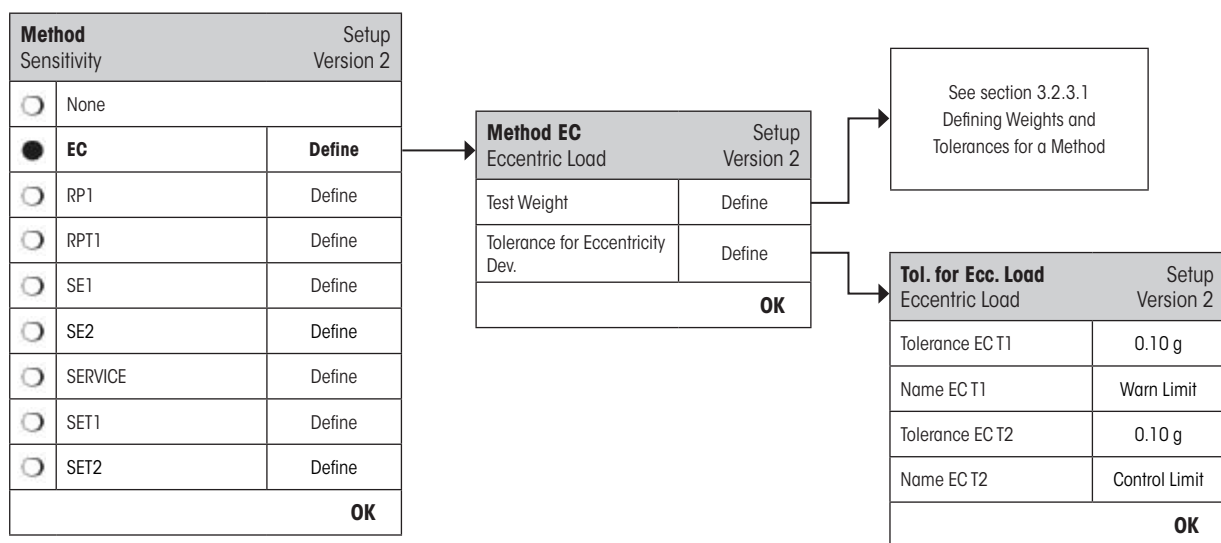 Method Setup
Sensitivity Version 2
None
EC Define
RP1 Define
RPT1 Define
SE1 Define
SE2 Define
SERVICE Define
SET1 Define
SET2 Define
OK
Method EC Setup
Eccentric Load Version 2
Test Weight Define
Tolerance for Eccentricity
Dev.
Define
OK
See section 3.2.3.1
Defining Weights and
Tolerances for a Method
Tol. for Ecc. Load Setup
Eccentric Load Version 2
Tolerance EC T1 0.10 g
Name EC T1 Warn Limit
Tolerance EC T2 0.10 g
Name EC T2 Control Limit
OK